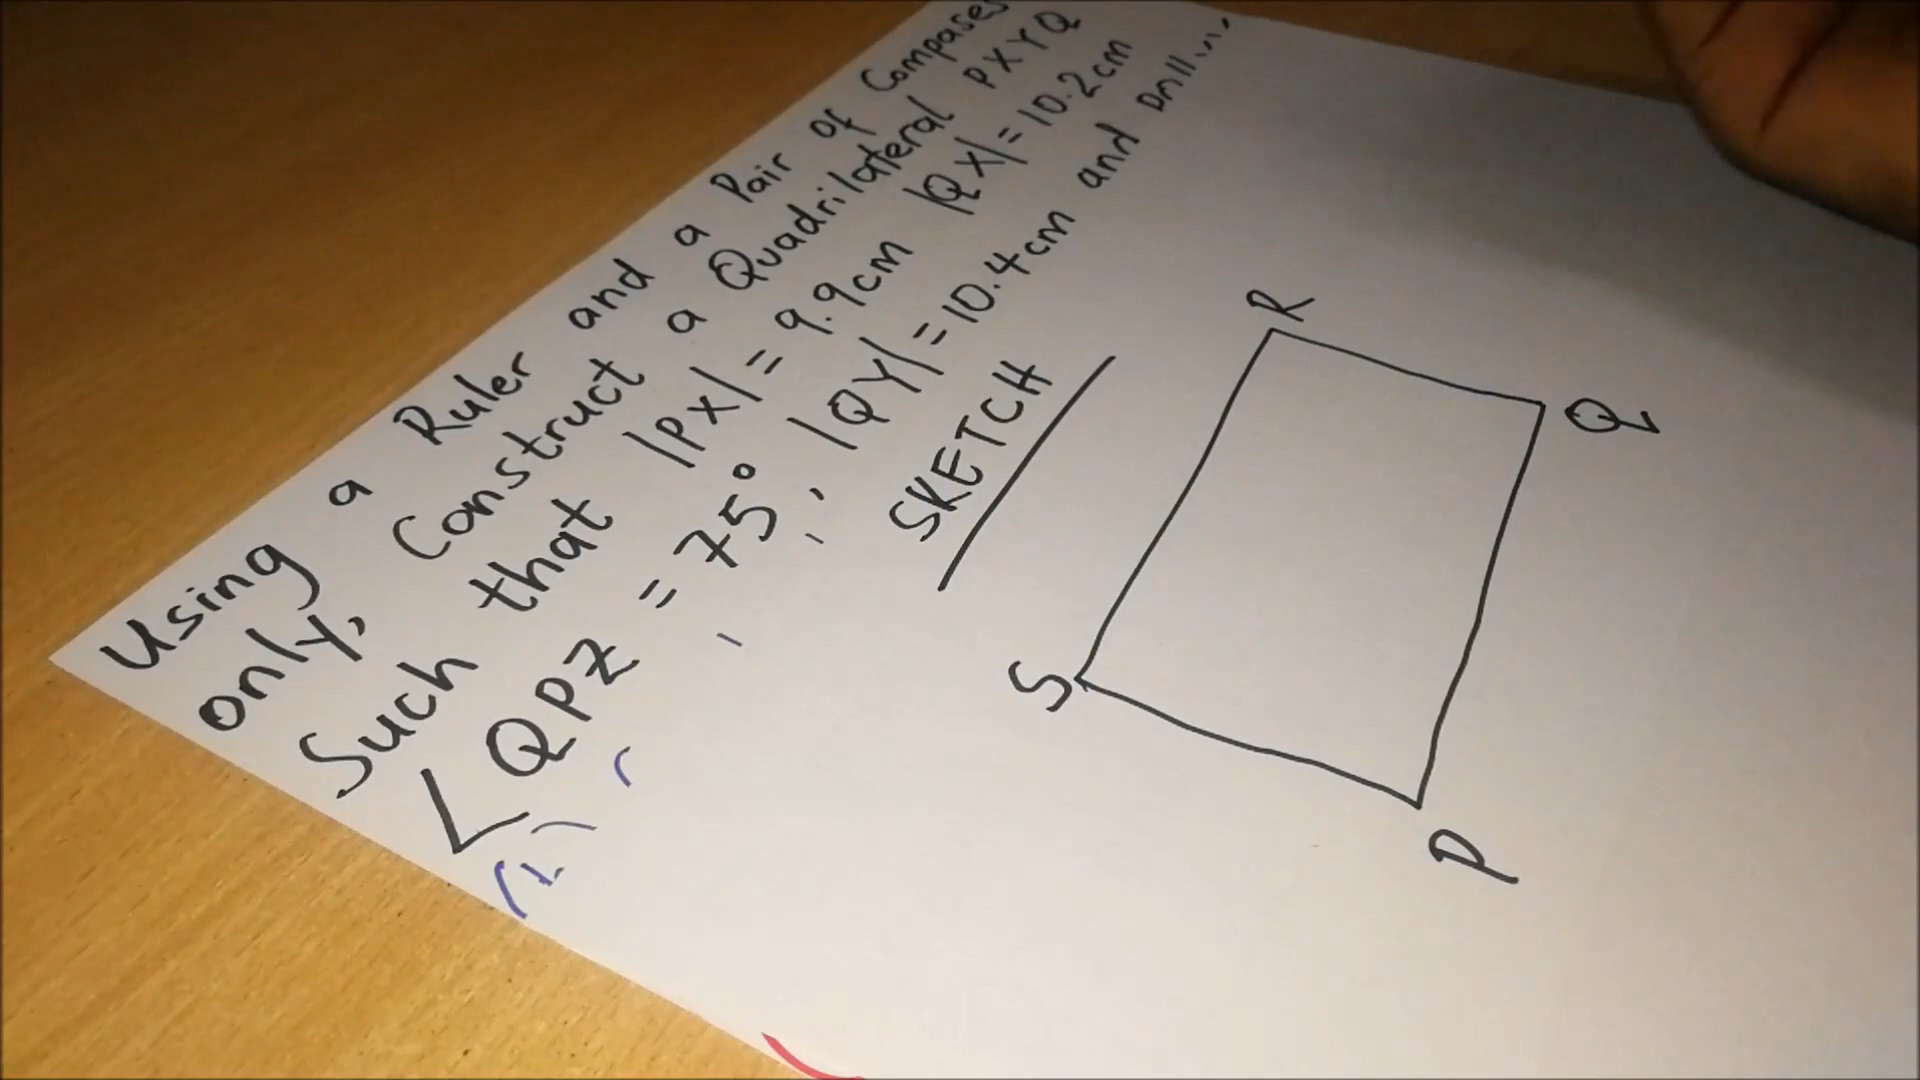 Using a Ruler and a Pair of Compases
only, Construct a Quadrilateral PXYQ
Such that |PX| = 9.9cm |QX| = 10.2cm
< QPZ = 75°, |QY| = 10.4cm and
SKETCH
R
Q
S
P